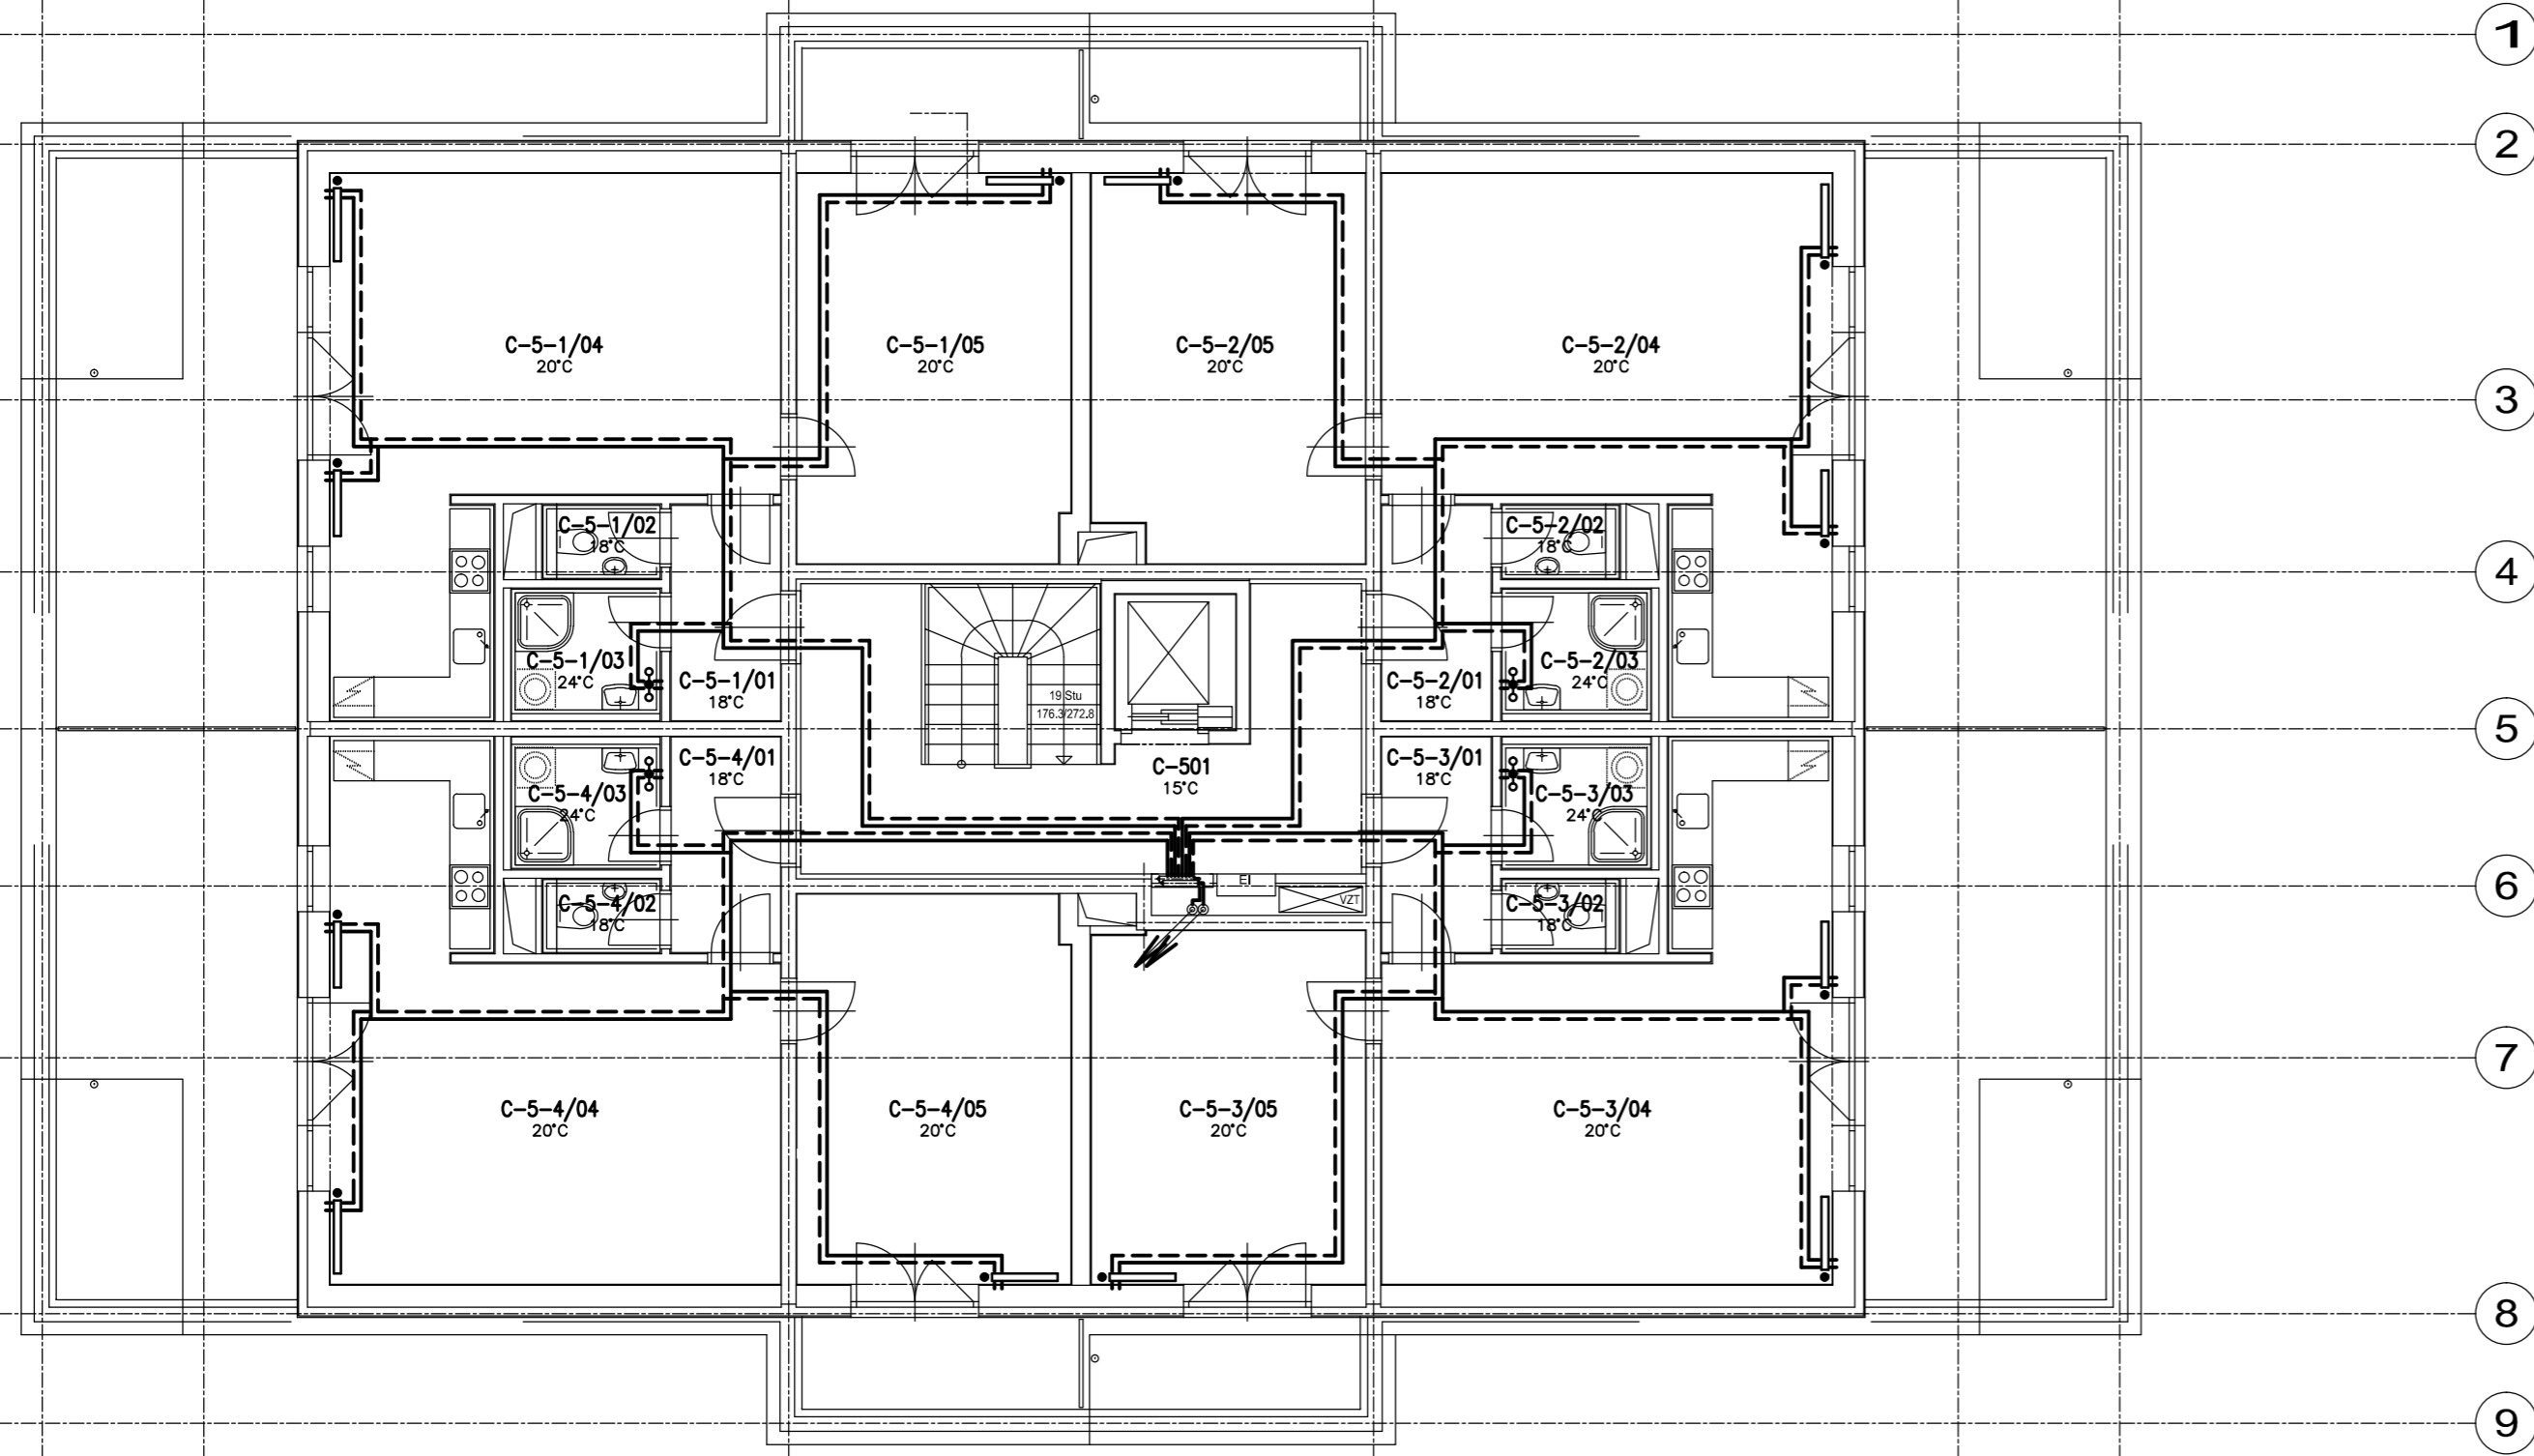 1
2
C-5-1/04
20°C
C-5-1/05
20°C
C-5-2/05
20°C
C-5-2/04
20°C
3
C-5-1/02
18°C
C-5-2/02
18°C
4
C-5-1/03
24°C
C-5-1/01
18°C
19 Stu
176.3/272.8
C-5-2/01
18°C
C-5-2/03
24°C
5
C-5-4/01
18°C
C-501
15°C
C-5-3/01
18°C
C-5-4/03
24°C
C-5-3/03
24°C
6
EI
VZT
C-5-4/02
18°C
C-5-3/02
18°C
7
C-5-4/04
20°C
C-5-4/05
20°C
C-5-3/05
20°C
C-5-3/04
20°C
8
9